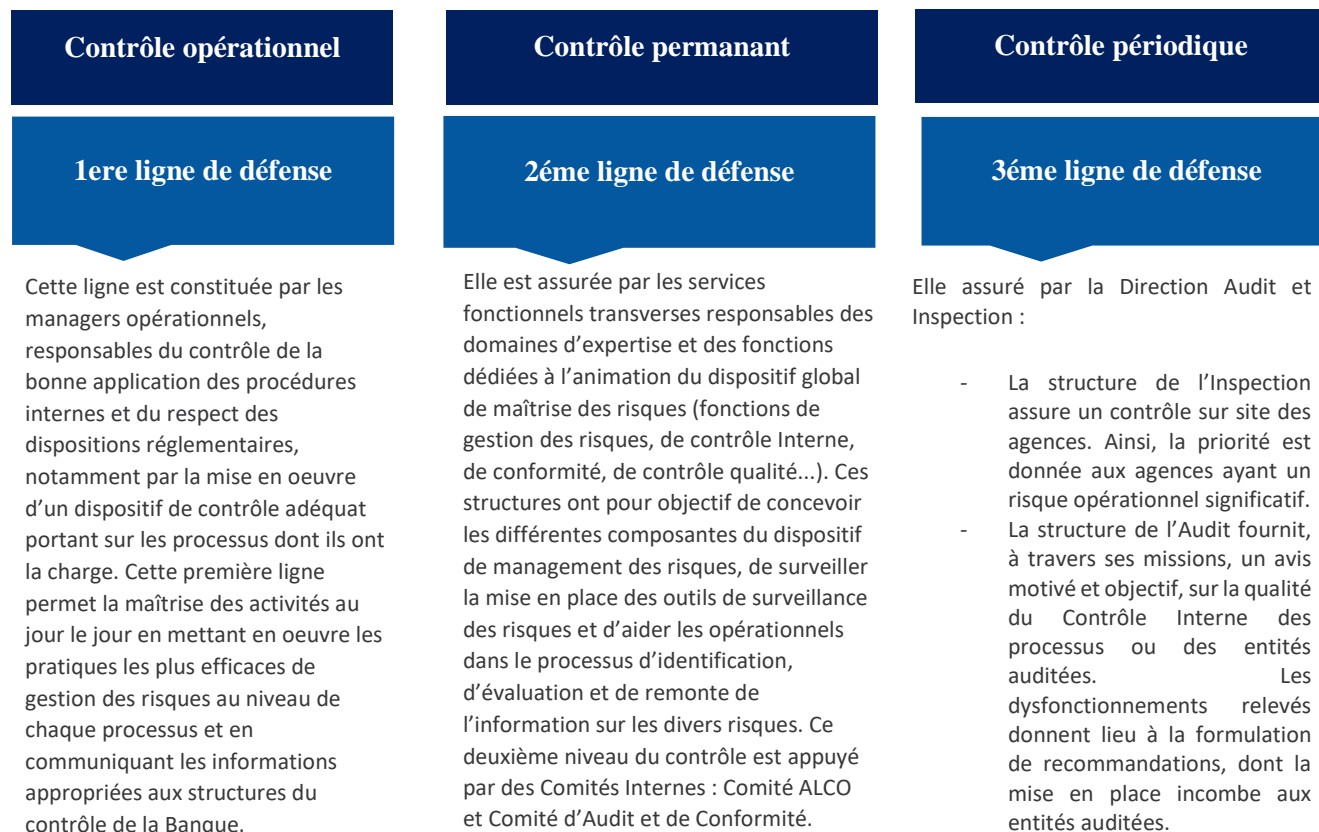 Contrôle opérationnel
1ere ligne de défense
Cette ligne est constituée par les
managers opérationnels,
responsables du contrôle de la
bonne application des procédures
internes et du respect des
dispositions réglementaires,
notamment par la mise en oeuvre
d’un dispositif de contrôle adéquat
portant sur les processus dont ils ont
la charge. Cette première ligne
permet la maîtrise des activités au
jour le jour en mettant en oeuvre les
pratiques les plus efficaces de
gestion des risques au niveau de
chaque processus et en
communiquant les informations
appropriées aux structures du
contrôle de la Banque.
Contrôle permanant
2éme ligne de défense
Elle est assurée par les services
fonctionnels transverses responsables des
domaines d’expertise et des fonctions
dédiées à l’animation du dispositif global
de maîtrise des risques (fonctions de
gestion des risques, de contrôle Interne,
de conformité, de contrôle qualité...). Ces
structures ont pour objectif de concevoir
les différentes composantes du dispositif
de management des risques, de surveiller
la mise en place des outils de surveillance
des risques et d’aider les opérationnels
dans le processus d’identification,
d’évaluation et de remonte de
l’information sur les divers risques. Ce
deuxième niveau du contrôle est appuyé
par des Comités Internes : Comité ALCO
et Comité d’Audit et de Conformité.
Contrôle périodique
3éme ligne de défense
Elle assuré par la Direction Audit et
Inspection :
- La structure de l’Inspection
assure un contrôle sur site des
agences. Ainsi, la priorité est
donnée aux agences ayant un
risque opérationnel significatif.
- La structure de l’Audit fournit,
à travers ses missions, un avis
motivé et objectif, sur la qualité
du Contrôle Interne des
processus ou des entités
auditées. Les
dysfonctionnements relevés
donnent lieu à la formulation
de recommandations, dont la
mise en place incombe aux
entités auditées.